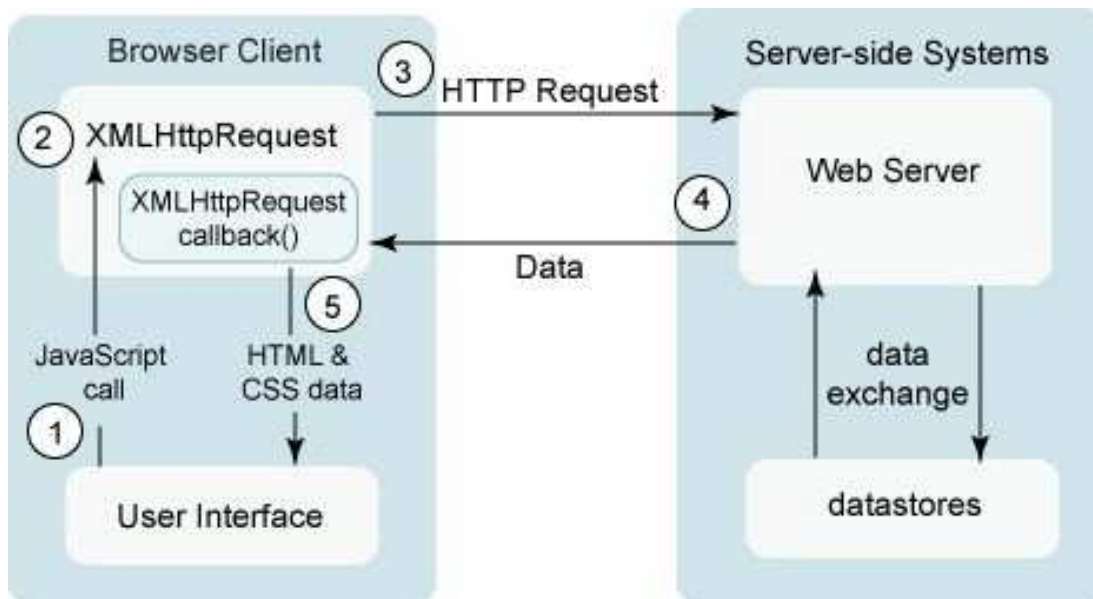 Browser Client
2
XMLHttpRequest
XMLHttpRequest
callback()
3
HTTP Request
4
Data
5
JavaScript
call
HTML &
CSS data
1
User Interface
Server-side Systems
Web Server
data
exchange
datastores